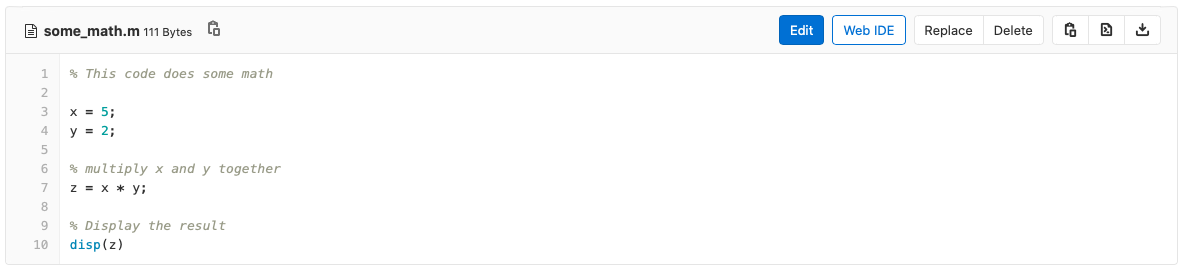 some_math.m 111 Bytes Edit Web IDE Replace Delete
1 % This code does some math
2
3 x = 5;
4 y = 2;
5
6 % multiply x and y together
7 z = x * y;
8
9 % Display the result
10 disp(z)